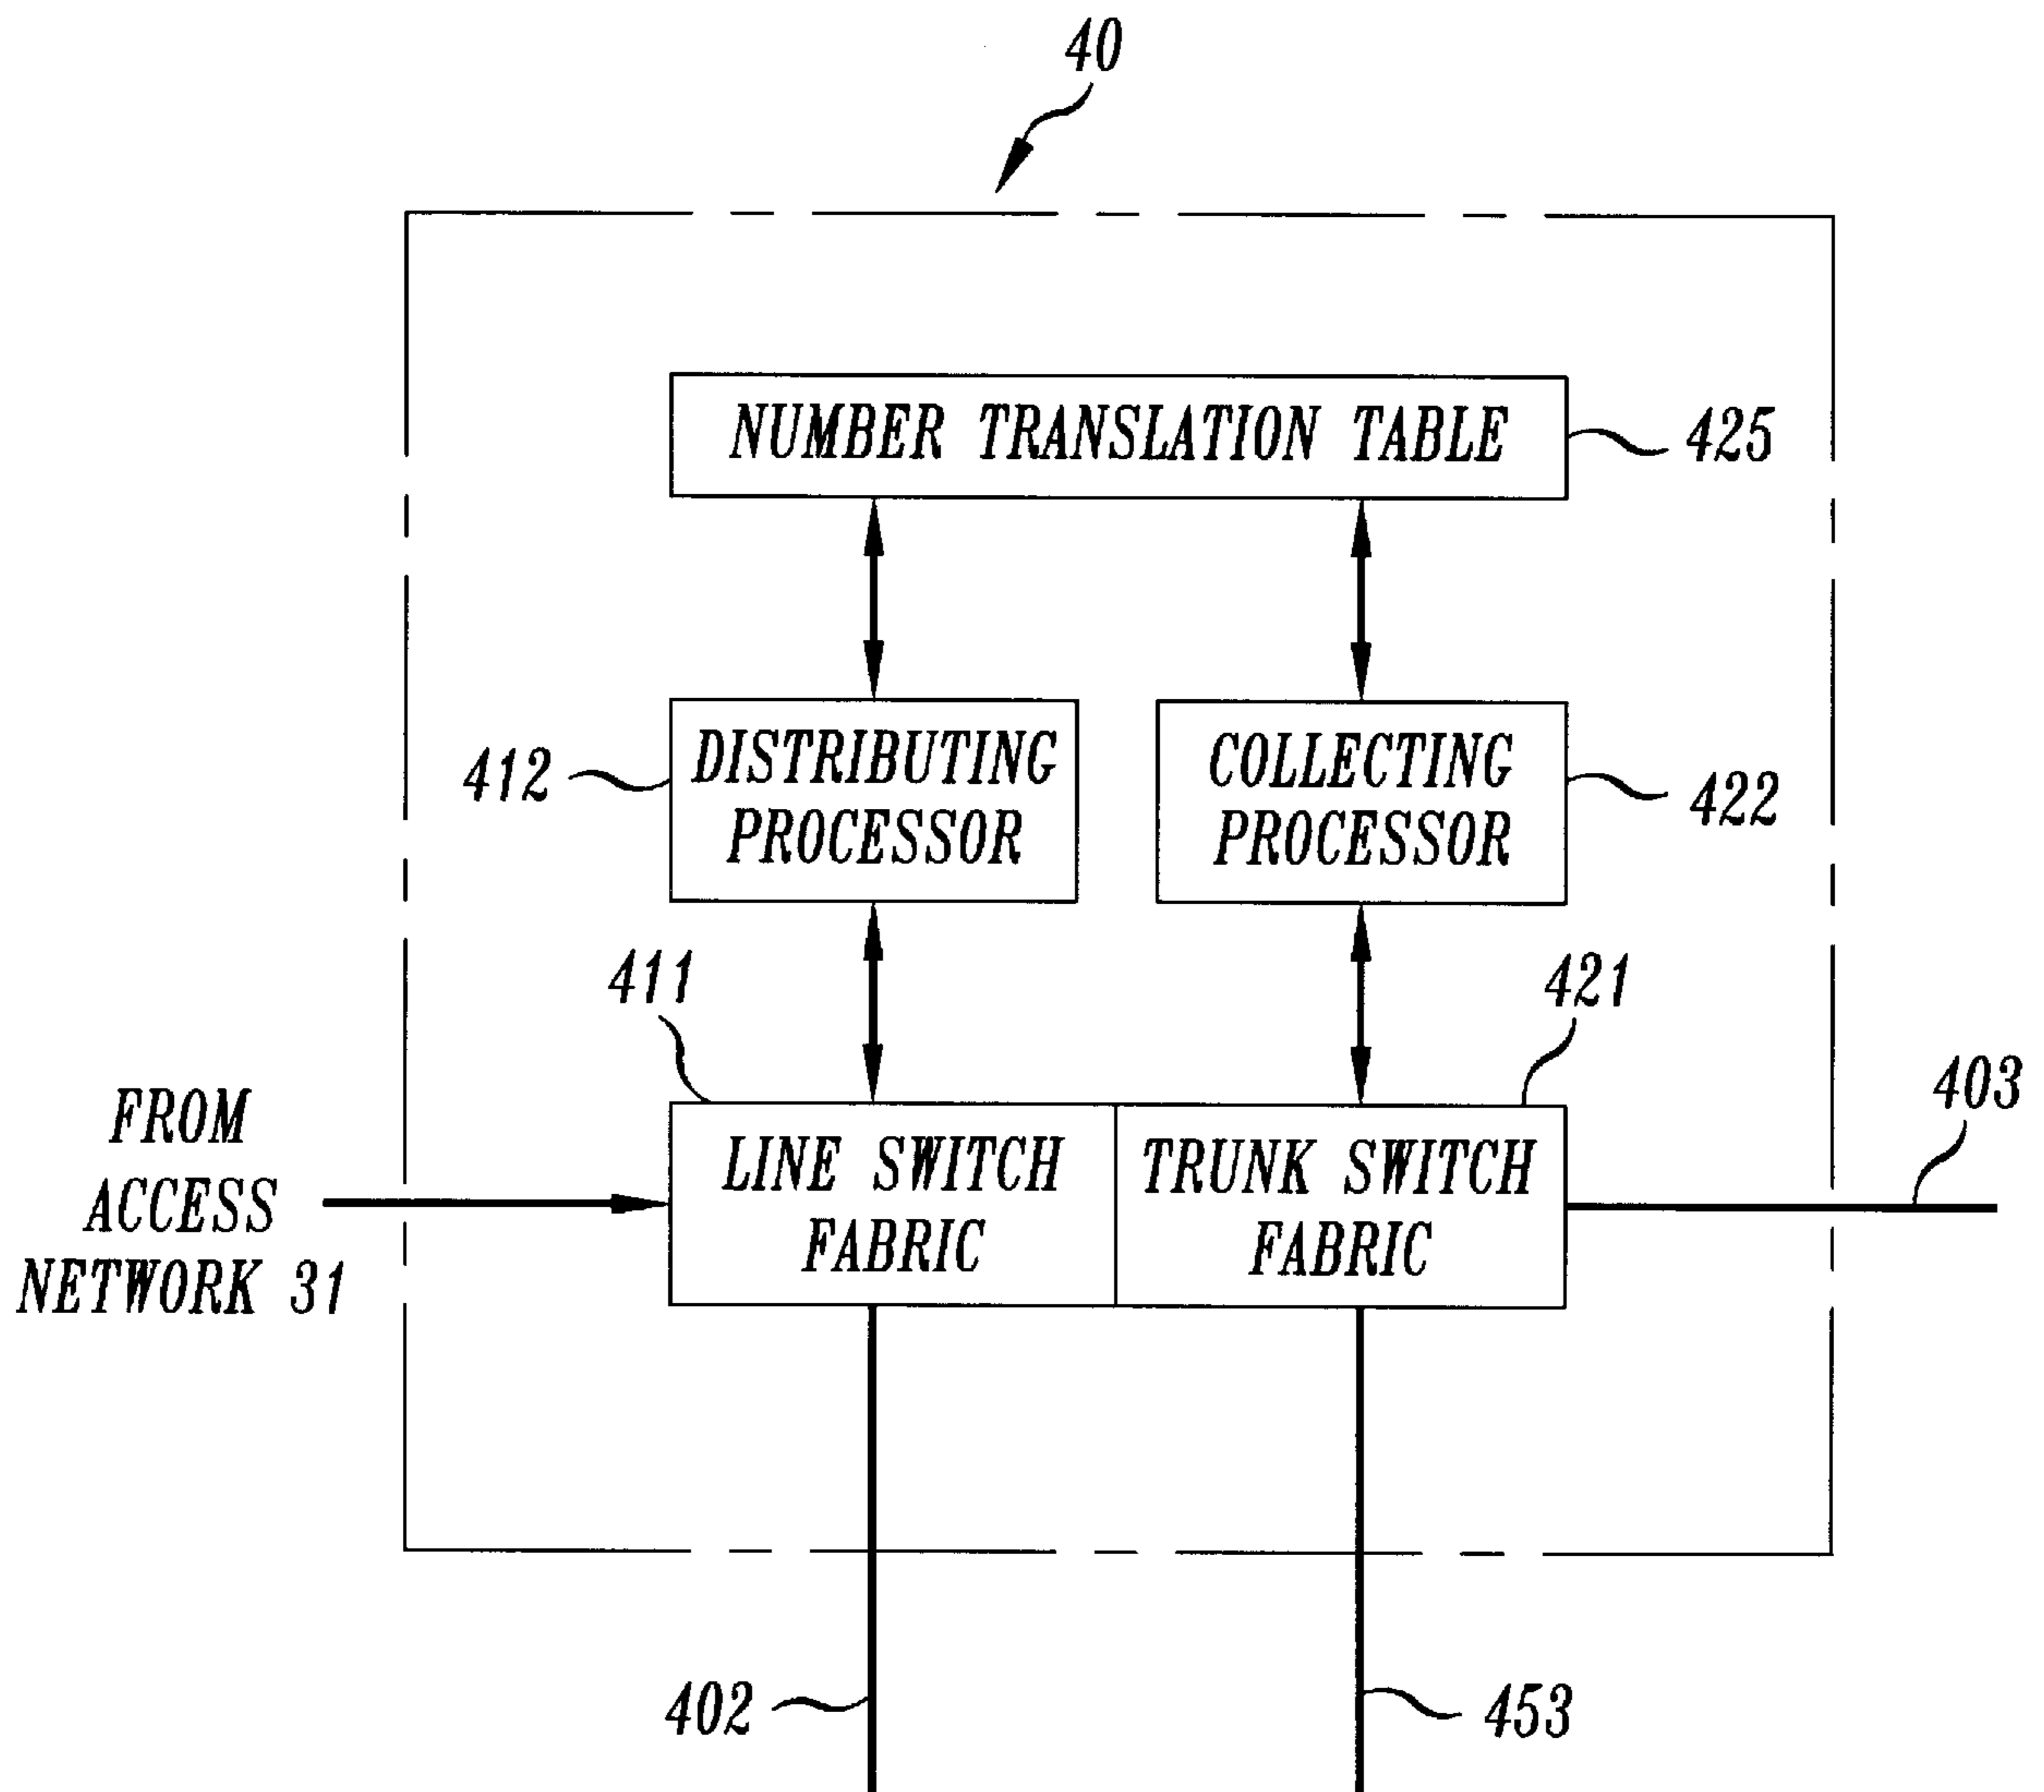 40
NUMBER TRANSLATION TABLE
425
412
DISTRIBUTING
PROCESSOR
COLLECTING
PROCESSOR
422
411
421
403
FROM
ACCESS
NETWORK 31
LINE SWITCH
FABRIC
TRUNK SWITCH
FABRIC
402
453